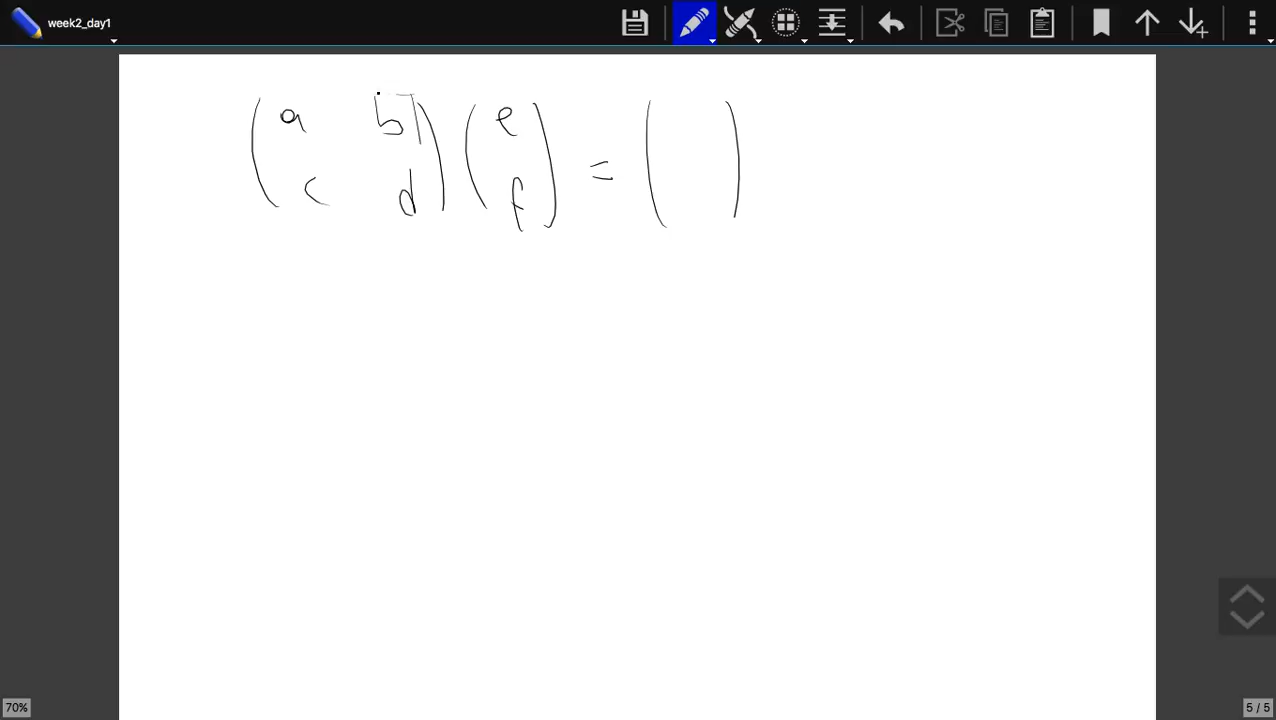 week2_day1
( a b ) ( e ) = ( )
( c d ) ( f )
70%
5 / 5